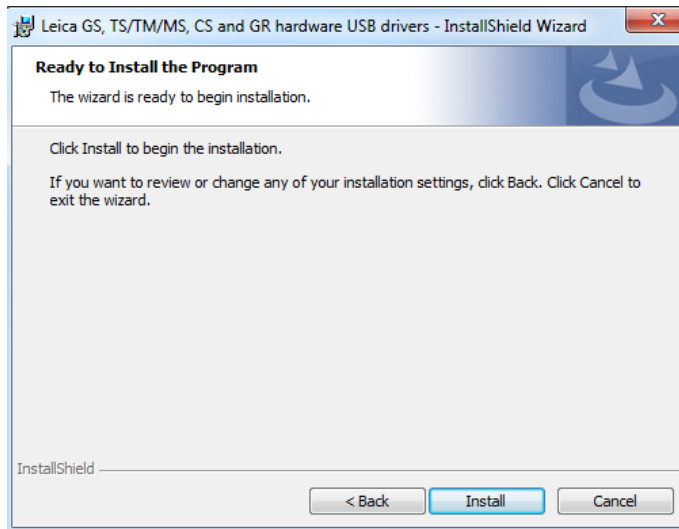 Leica GS, TS/TM/MS, CS and GR hardware USB drivers - InstallShield Wizard
Ready to Install the Program
The wizard is ready to begin installation.
Click Install to begin the installation.
If you want to review or change any of your installation settings, click Back. Click Cancel to
exit the wizard.
InstallShield
< Back
Install
Cancel